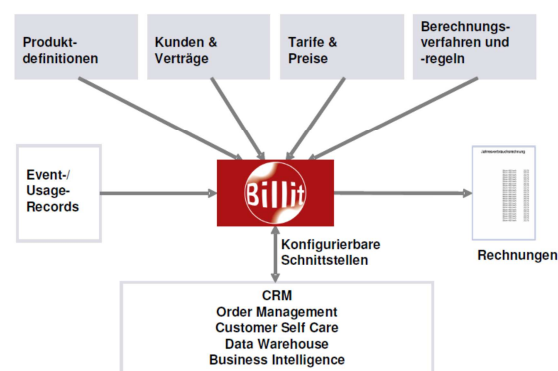 Produkt-
definitionen
Kunden &
Verträge
Tarife &
Preise
Berechnungs-
verfahren und
-regeln
Event-/
Usage-
Records
Billit
Rechnungen
Konfigurierbare
Schnittstellen
CRM
Order Management
Customer Self Care
Data Warehouse
Business Intelligence